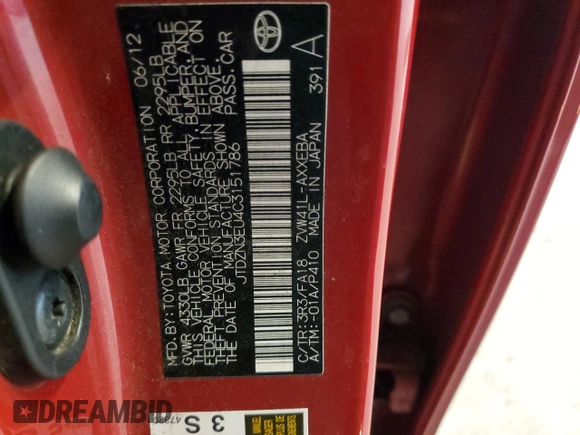 MFD. BY: TOYOTA MOTOR CORPORATION 06/12
GVWR 4330LB GAWR FR 2295LB RR 2295LB
THIS VEHICLE CONFORMS TO ALL APPLICABLE
FEDERAL MOTOR VEHICLE SAFETY, BUMPER, AND
THEFT PREVENTION STANDARDS IN EFFECT ON
THE DATE OF MANUFACTURE SHOWN ABOVE.
JTDZN3EU4C3151786 PASS. CAR
C/TR:3R3/FA18 ZVW41L-AXXEBA
A/TM:-01A/P410 MADE IN JAPAN 391 A
3 S
DREAMBID